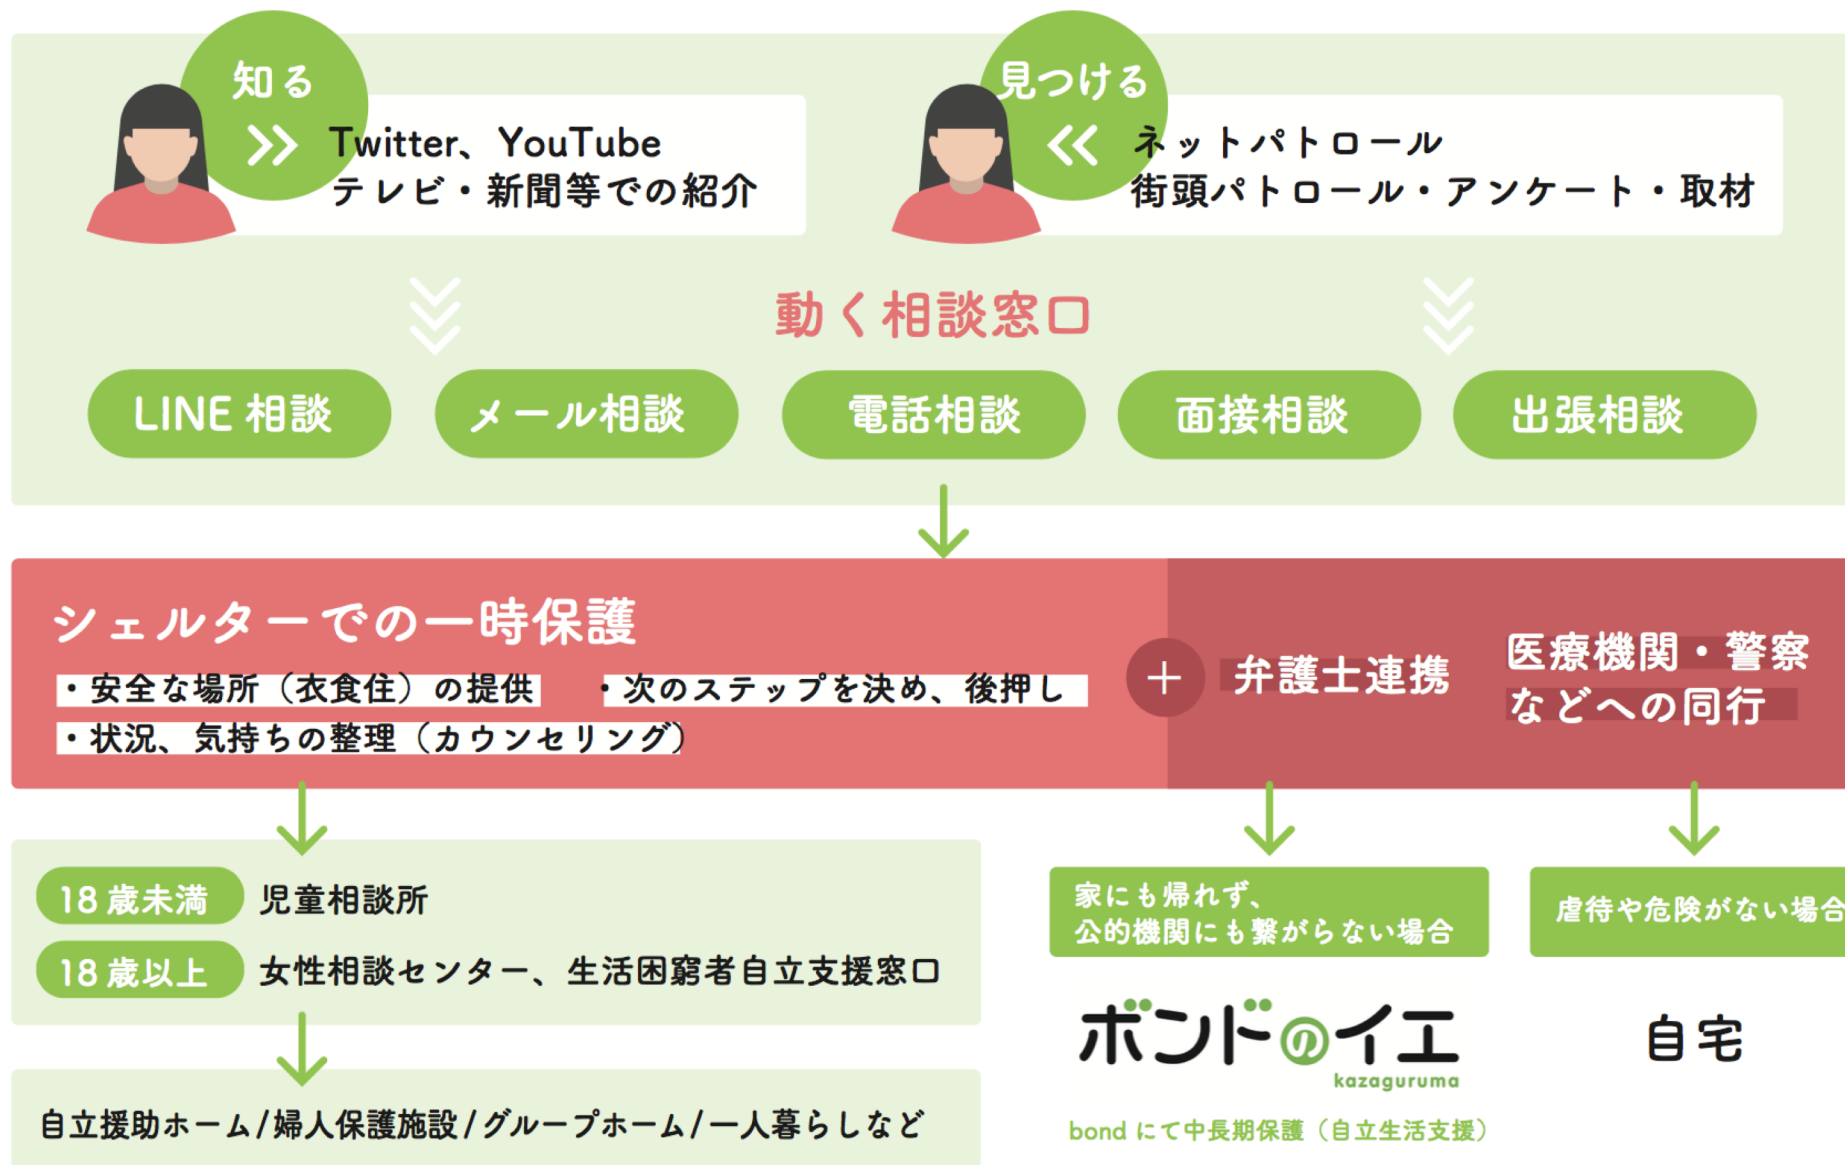 知る
Twitter、YouTube
テレビ・新聞等での紹介
見つける
ネットパトロール
街頭パトロール・アンケート・取材
動く相談窓口
LINE 相談
メール相談
電話相談
面接相談
出張相談
シェルターでの一時保護
・安全な場所（衣食住）の提供
・次のステップを決め、後押し
・状況、気持ちの整理（カウンセリング）
＋
弁護士連携
医療機関・警察
などへの同行
18 歳未満
児童相談所
18 歳以上
女性相談センター、生活困窮者自立支援窓口
自立援助ホーム/婦人保護施設/グループホーム/一人暮らしなど
家にも帰れず、
公的機関にも繋がらない場合
ボンドのイエ
kazaguruma
bond にて中長期保護（自立生活支援）
虐待や危険がない場合
自宅